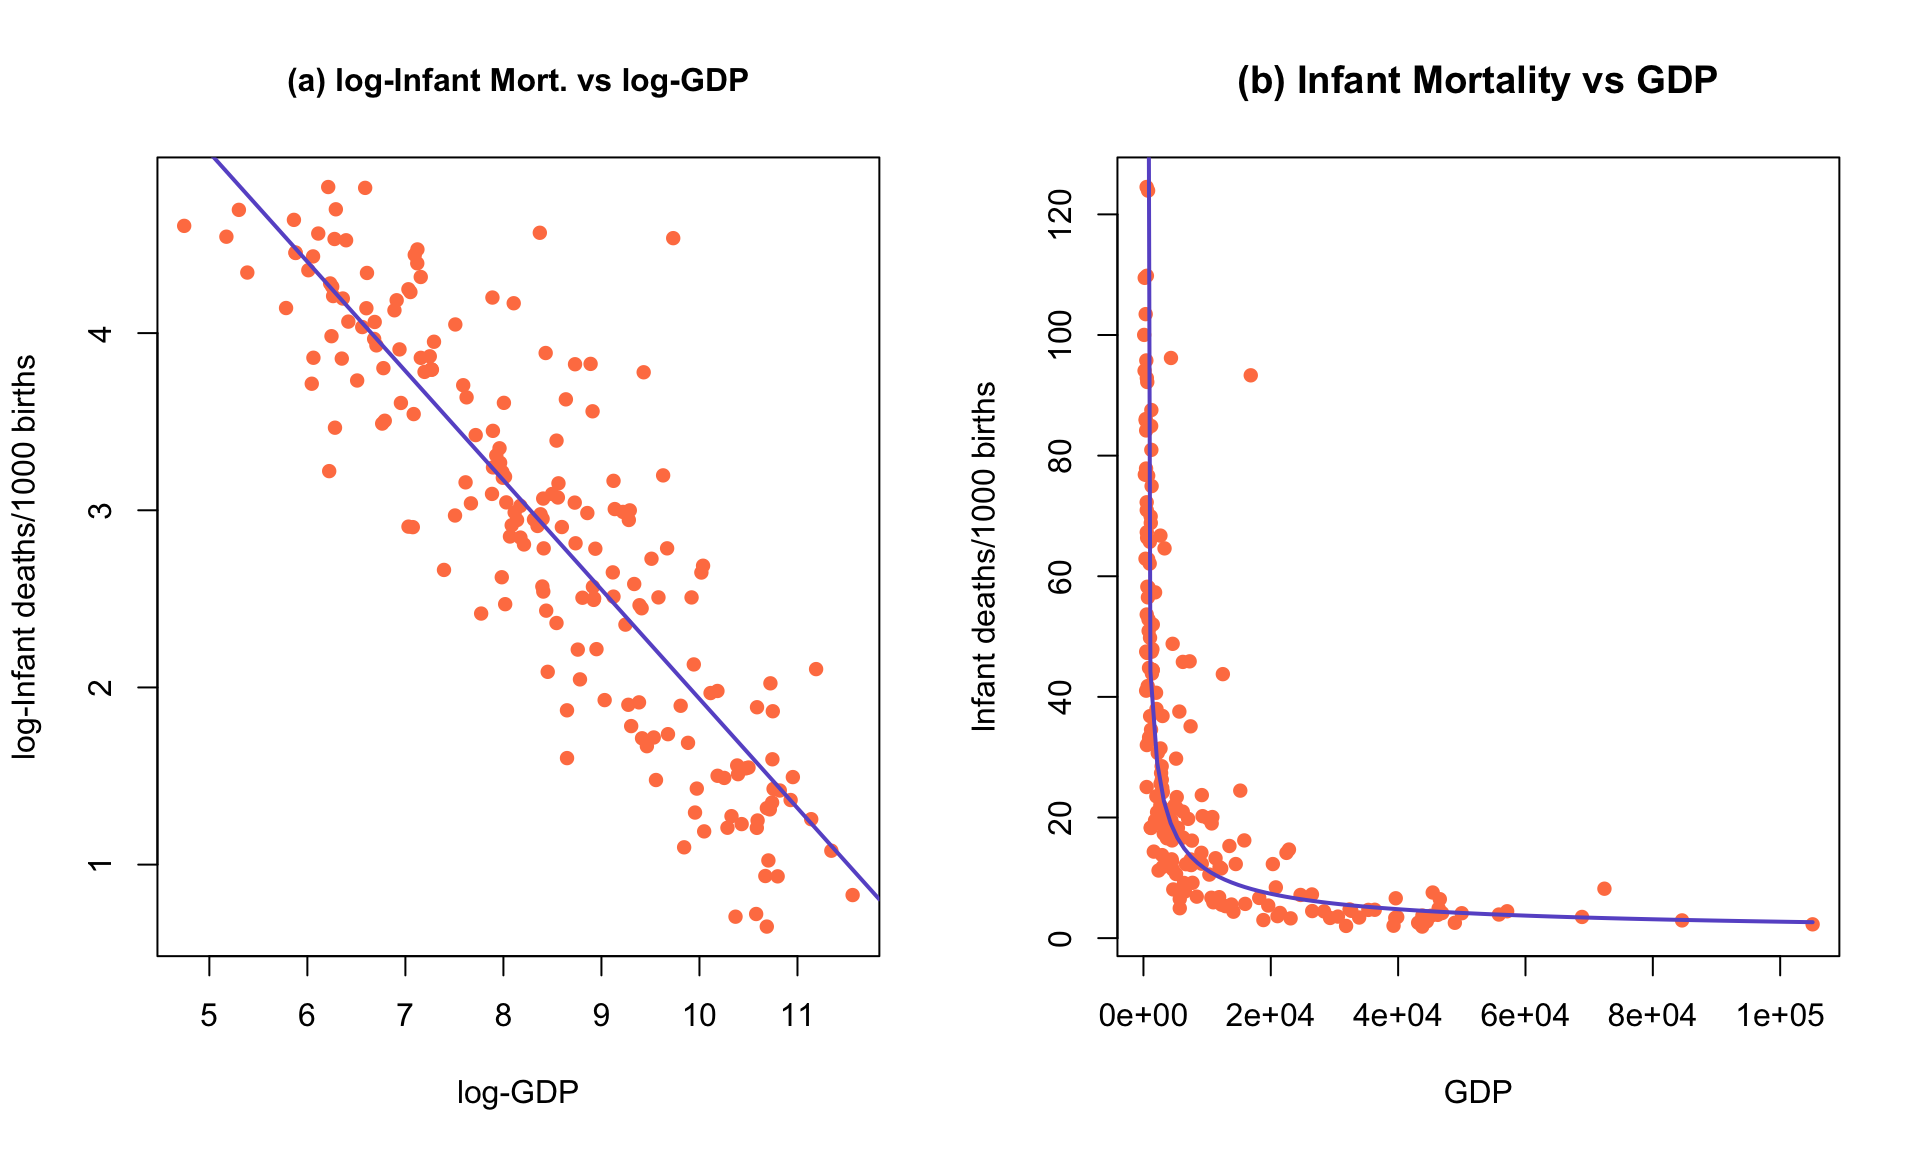 (a) log-Infant Mort. vs log-GDP
log-Infant deaths/1000 births
4
3
2
1
5 6 7 8 9 10 11
log-GDP
(b) Infant Mortality vs GDP
Infant deaths/1000 births
120
100
80
60
40
20
0
0e+00 2e+04 4e+04 6e+04 8e+04 1e+05
GDP